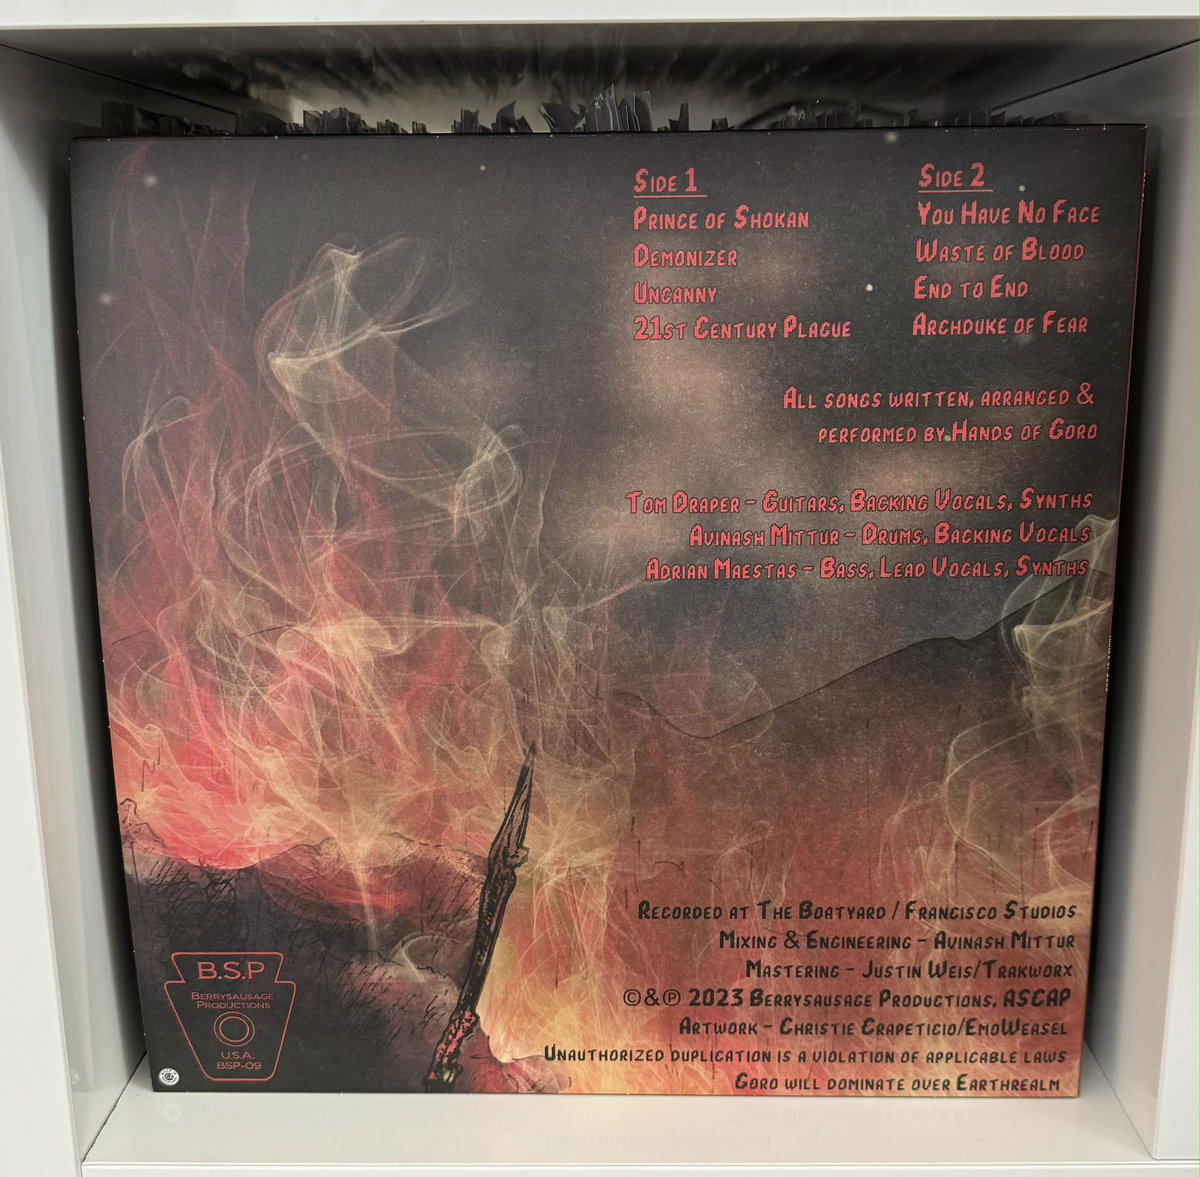 Side 1
Prince of Shokan
Demonizer
Uncanny
21st Century Plague
Side 2
You Have No Face
Waste of Blood
End to End
Archduke of Fear
All songs written, arranged &
performed by Hands of Goro
Tom Draper – Guitars, Backing Vocals, Synths
Avinash Mittur – Drums, Backing Vocals
Adrian Maestas – Bass, Lead Vocals, Synths
Recorded at The Boatyard / Francisco Studios
Mixing & Engineering – Avinash Mittur
Mastering – Justin Weis/Trakworx
©&℗ 2023 Berrysausage Productions, ASCAP
Artwork – Christie Crapeticio/EmoWeasel
Unauthorized duplication is a violation of applicable laws
Goro will dominate over Earthrealm
B.S.P
Berrysausage
Productions
U.S.A.
BSP-09